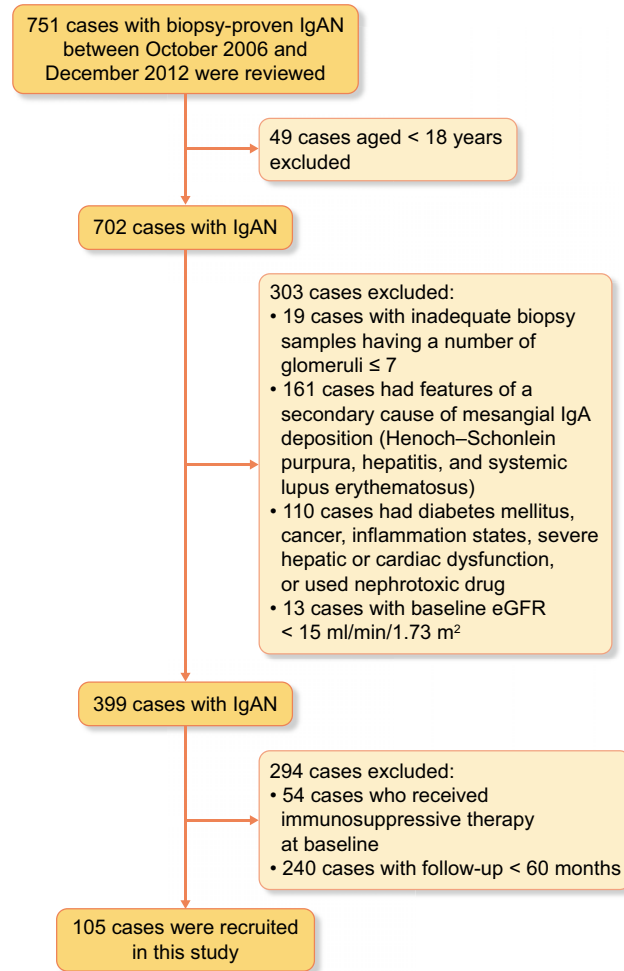 751 cases with biopsy-proven IgAN
between October 2006 and
December 2012 were reviewed
49 cases aged < 18 years
excluded
702 cases with IgAN
303 cases excluded:
• 19 cases with inadequate biopsy
samples having a number of
glomeruli ≤ 7
• 161 cases had features of a
secondary cause of mesangial IgA
deposition (Henoch–Schonlein
purpura, hepatitis, and systemic
lupus erythematosus)
• 110 cases had diabetes mellitus,
cancer, inflammation states, severe
hepatic or cardiac dysfunction,
or used nephrotoxic drug
• 13 cases with baseline eGFR
< 15 ml/min/1.73 m²
399 cases with IgAN
294 cases excluded:
• 54 cases who received
immunosuppressive therapy
at baseline
• 240 cases with follow-up < 60 months
105 cases were recruited
in this study